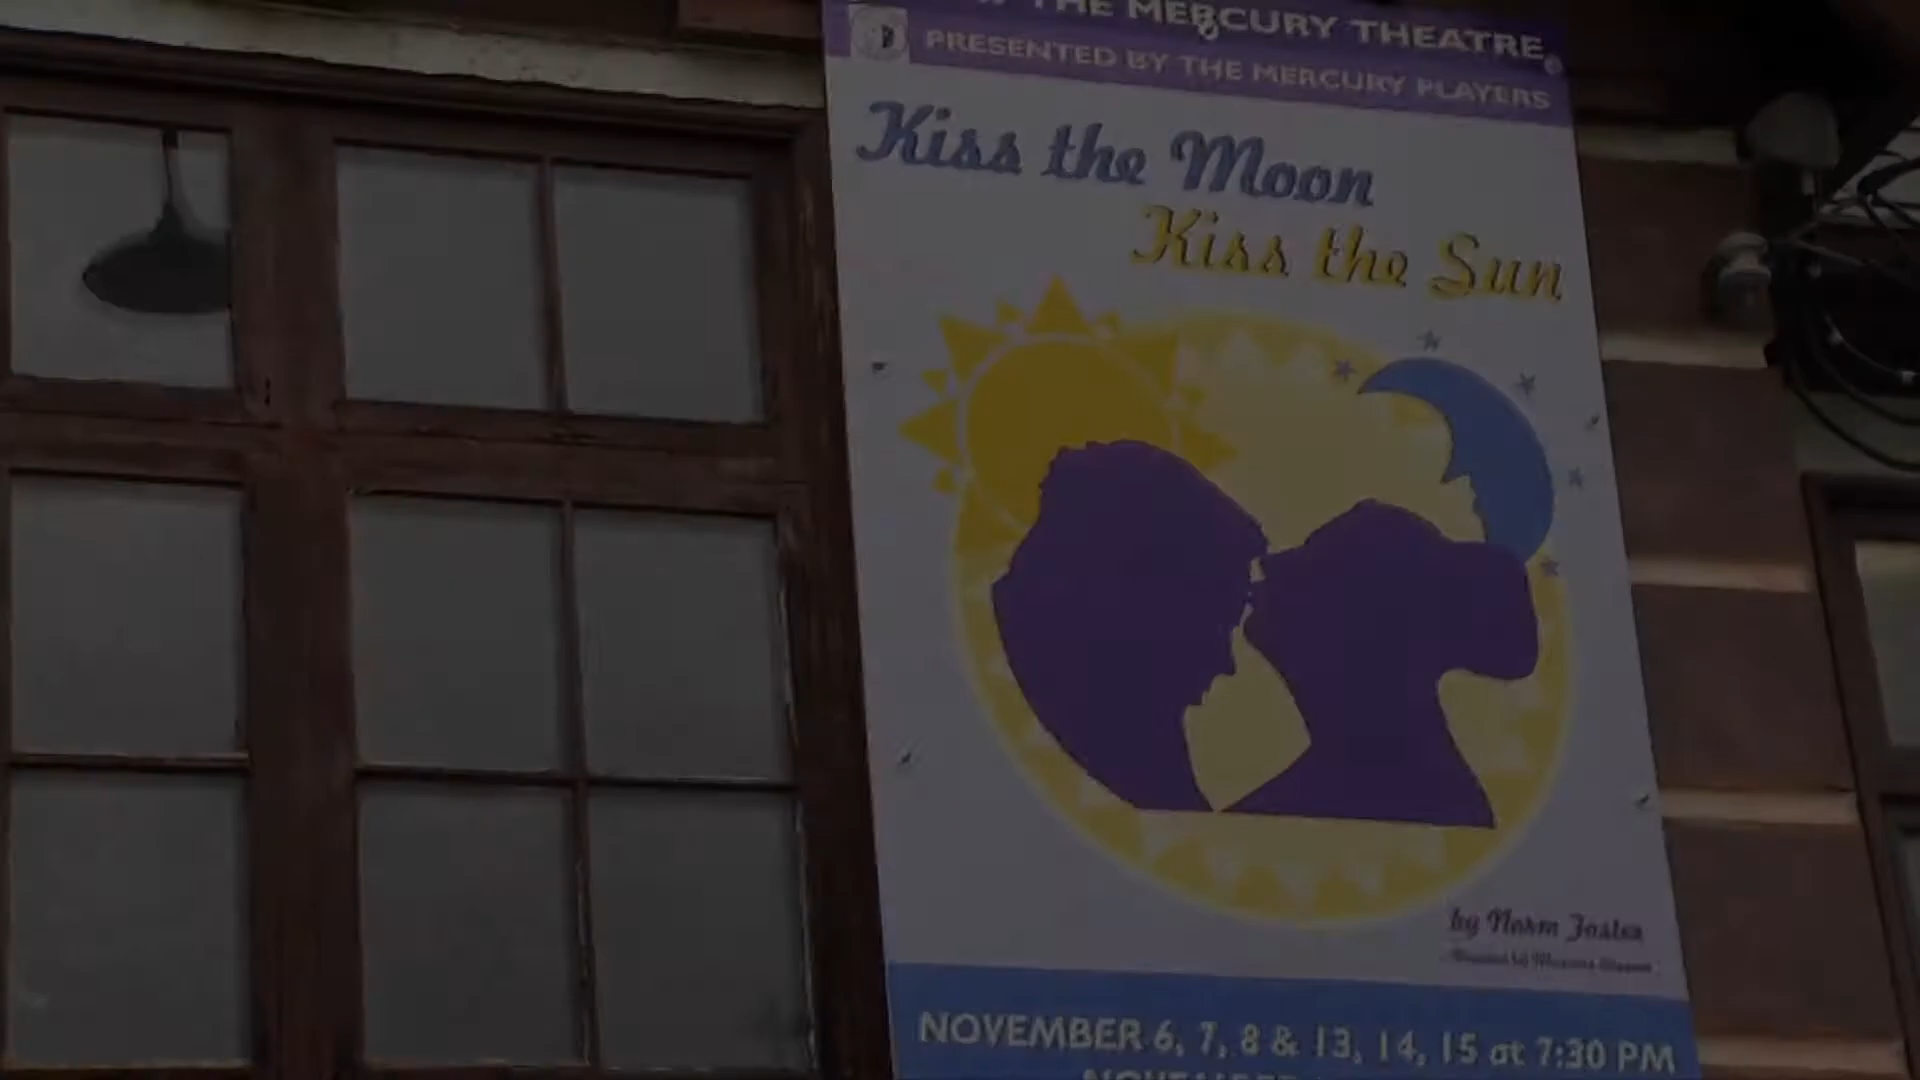 THE MERCURY THEATRE
PRESENTED BY THE MERCURY PLAYERS
Kiss the Moon
Kiss the Sun
by Norm Foster
NOVEMBER 6, 7, 8 & 13, 14, 15 at 7:30 PM
NOVEMBER